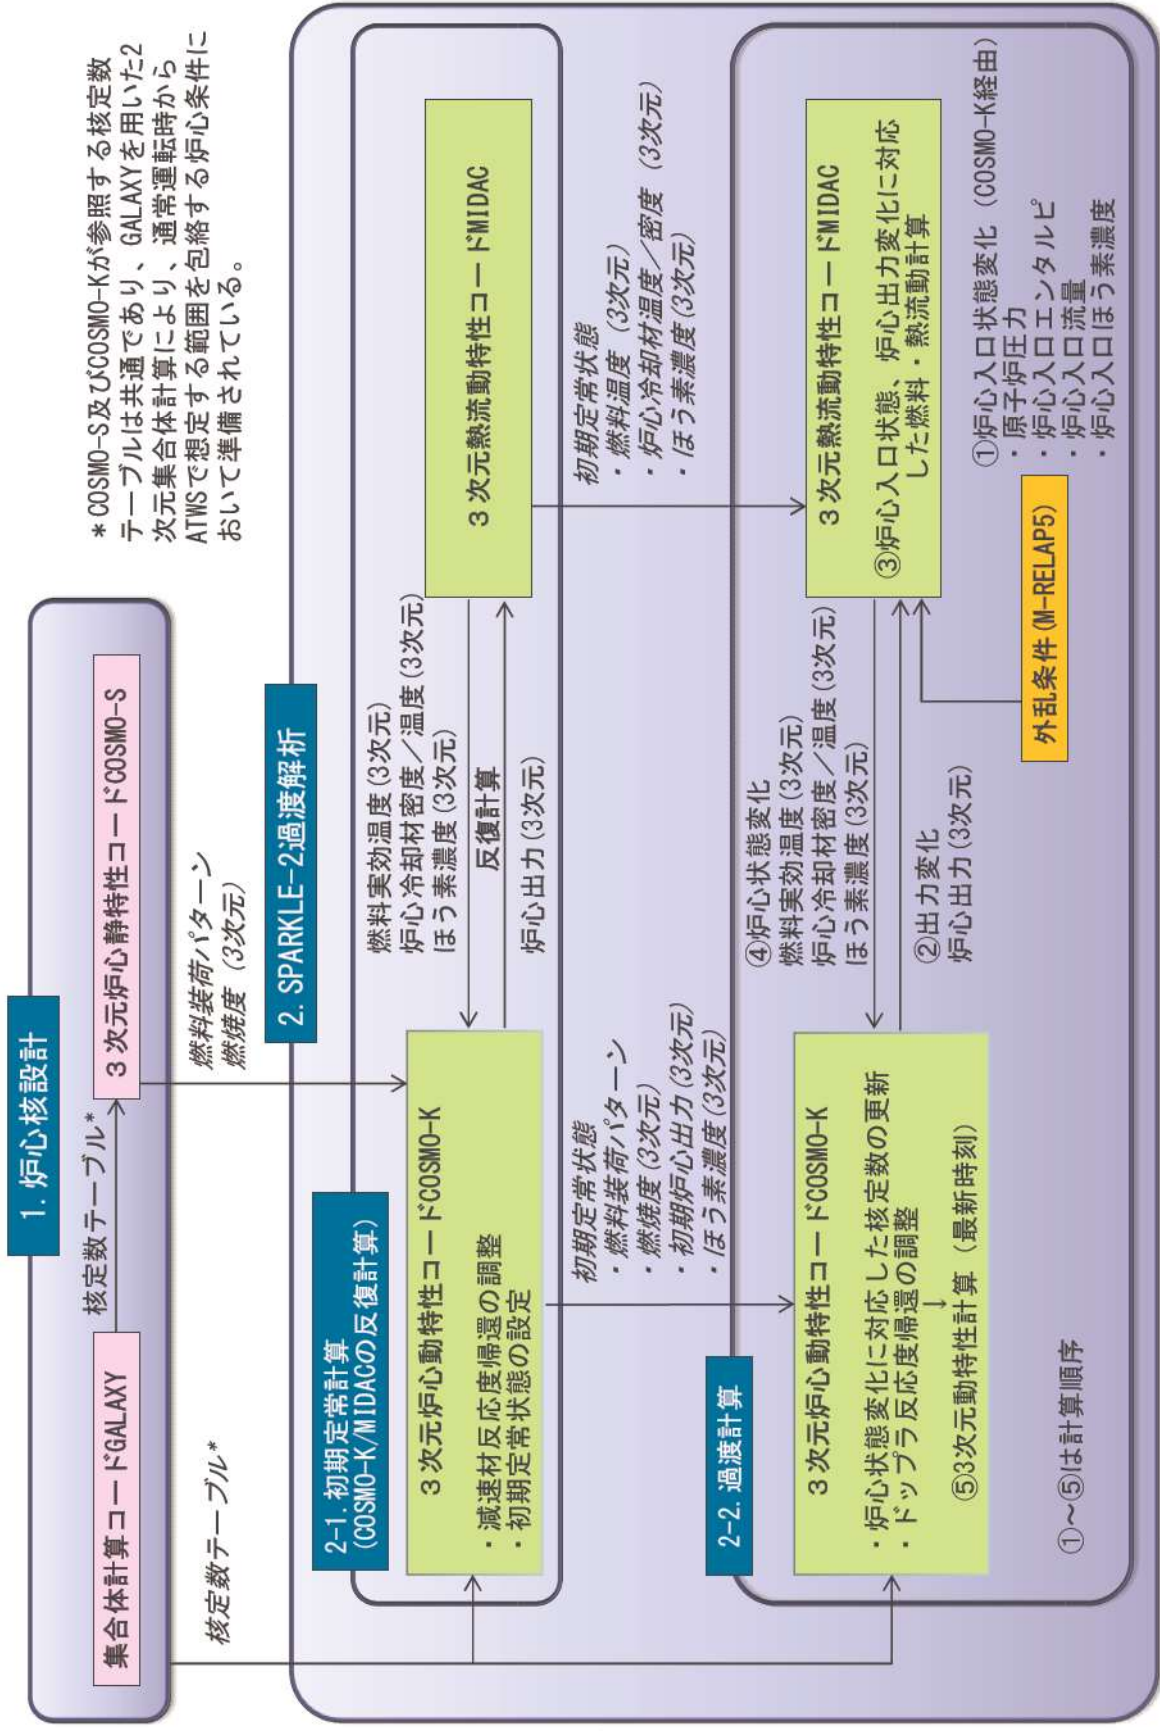 1. 炉心核設計
集合体計算コードGALAXY
核定数テーブル*
3次元炉心静特性コードCOSMO-S
*COSMO-S及びCOSMO-Kが参照する核定数
テーブルは共通であり、GALAXYを用いた2
次元集合体計算により、通常運転時から
ATWSで想定する範囲を包絡する炉心条件に
おいて準備されている。
核定数テーブル*
燃料装荷パターン
燃焼度（3次元）
2. SPARKLE-2過渡解析
2-1. 初期定常計算
(COSMO-K/MIDACの反復計算)
3次元炉心動特性コードCOSMO-K
・減速材反応度帰還の調整
・初期定常状態の設定
燃料実効温度(3次元)
炉心冷却材密度／温度(3次元)
ほう素濃度(3次元)
反復計算
炉心出力(3次元)
3次元熱流動特性コードMIDAC
初期定常状態
・燃料装荷パターン
・燃焼度(3次元)
・初期炉心出力(3次元)
・ほう素濃度(3次元)
初期定常状態
・燃料温度（3次元）
・炉心冷却材温度／密度（3次元）
・ほう素濃度(3次元)
2-2. 過渡計算
3次元炉心動特性コードCOSMO-K
・炉心状態変化に対応した核定数の更新
・ドップラ反応度帰還の調整
↓
⑤3次元動特性計算（最新時刻）
④炉心状態変化
燃料実効温度(3次元)
炉心冷却材密度／温度(3次元)
ほう素濃度(3次元)
②出力変化
炉心出力(3次元)
3次元熱流動特性コードMIDAC
③炉心入口状態、炉心出力変化に対応
した燃料・熱流動計算
外乱条件(M-RELAP5)
①炉心入口状態変化（COSMO-K経由）
・原子炉圧力
・炉心入口エンタルピ
・炉心入口流量
・炉心入口ほう素濃度
①～⑤は計算順序